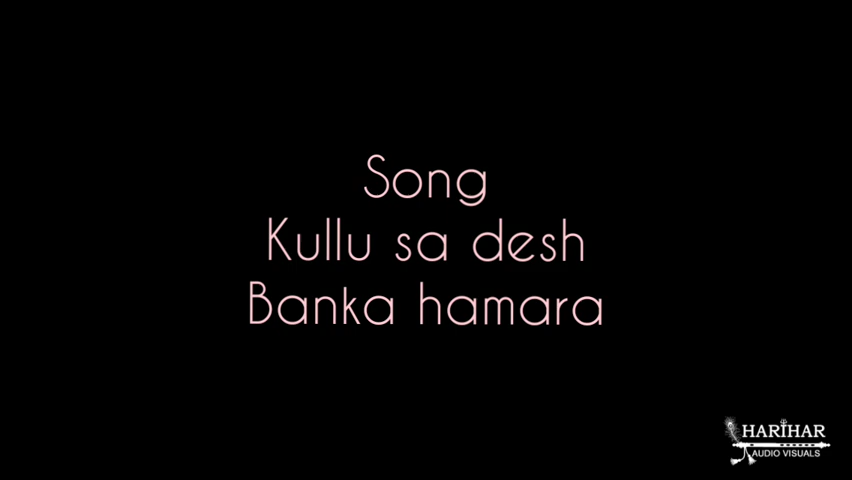 Song
Kullu sa desh
Banka hamara
HARIHAR
AUDIO VISUALS